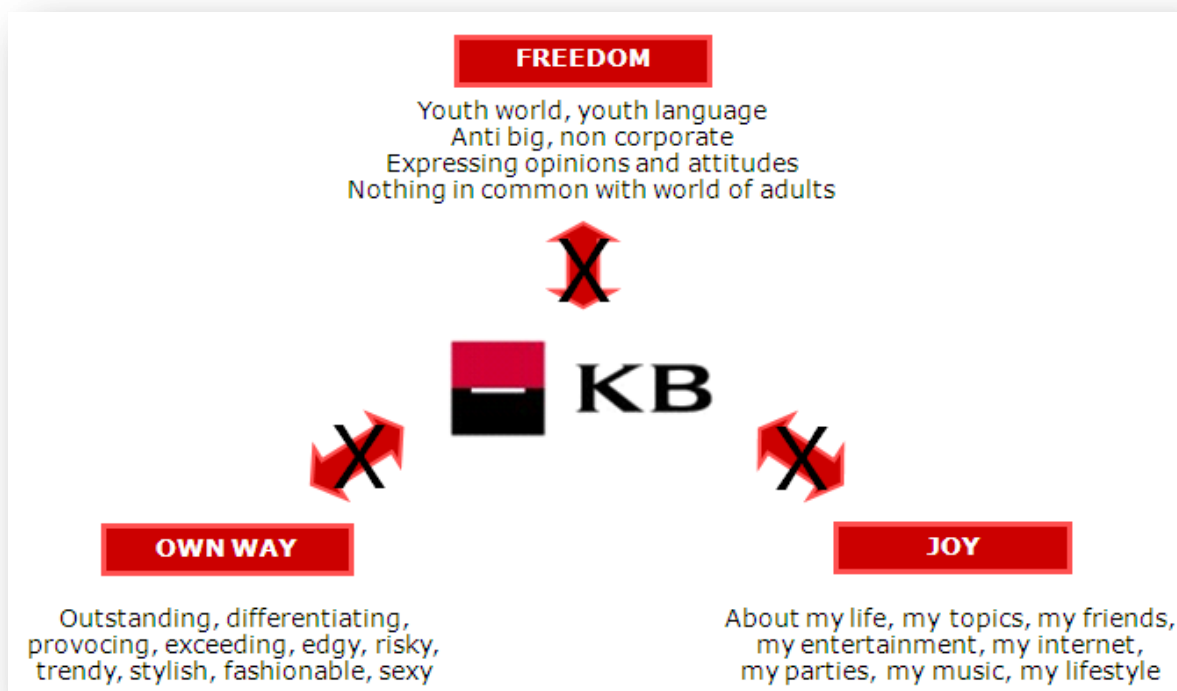 FREEDOM
Youth world, youth language
Anti big, non corporate
Expressing opinions and attitudes
Nothing in common with world of adults
X
KB
X
X
OWN WAY
Outstanding, differentiating,
provocing, exceeding, edgy, risky,
trendy, stylish, fashionable, sexy
JOY
About my life, my topics, my friends,
my entertainment, my internet,
my parties, my music, my lifestyle